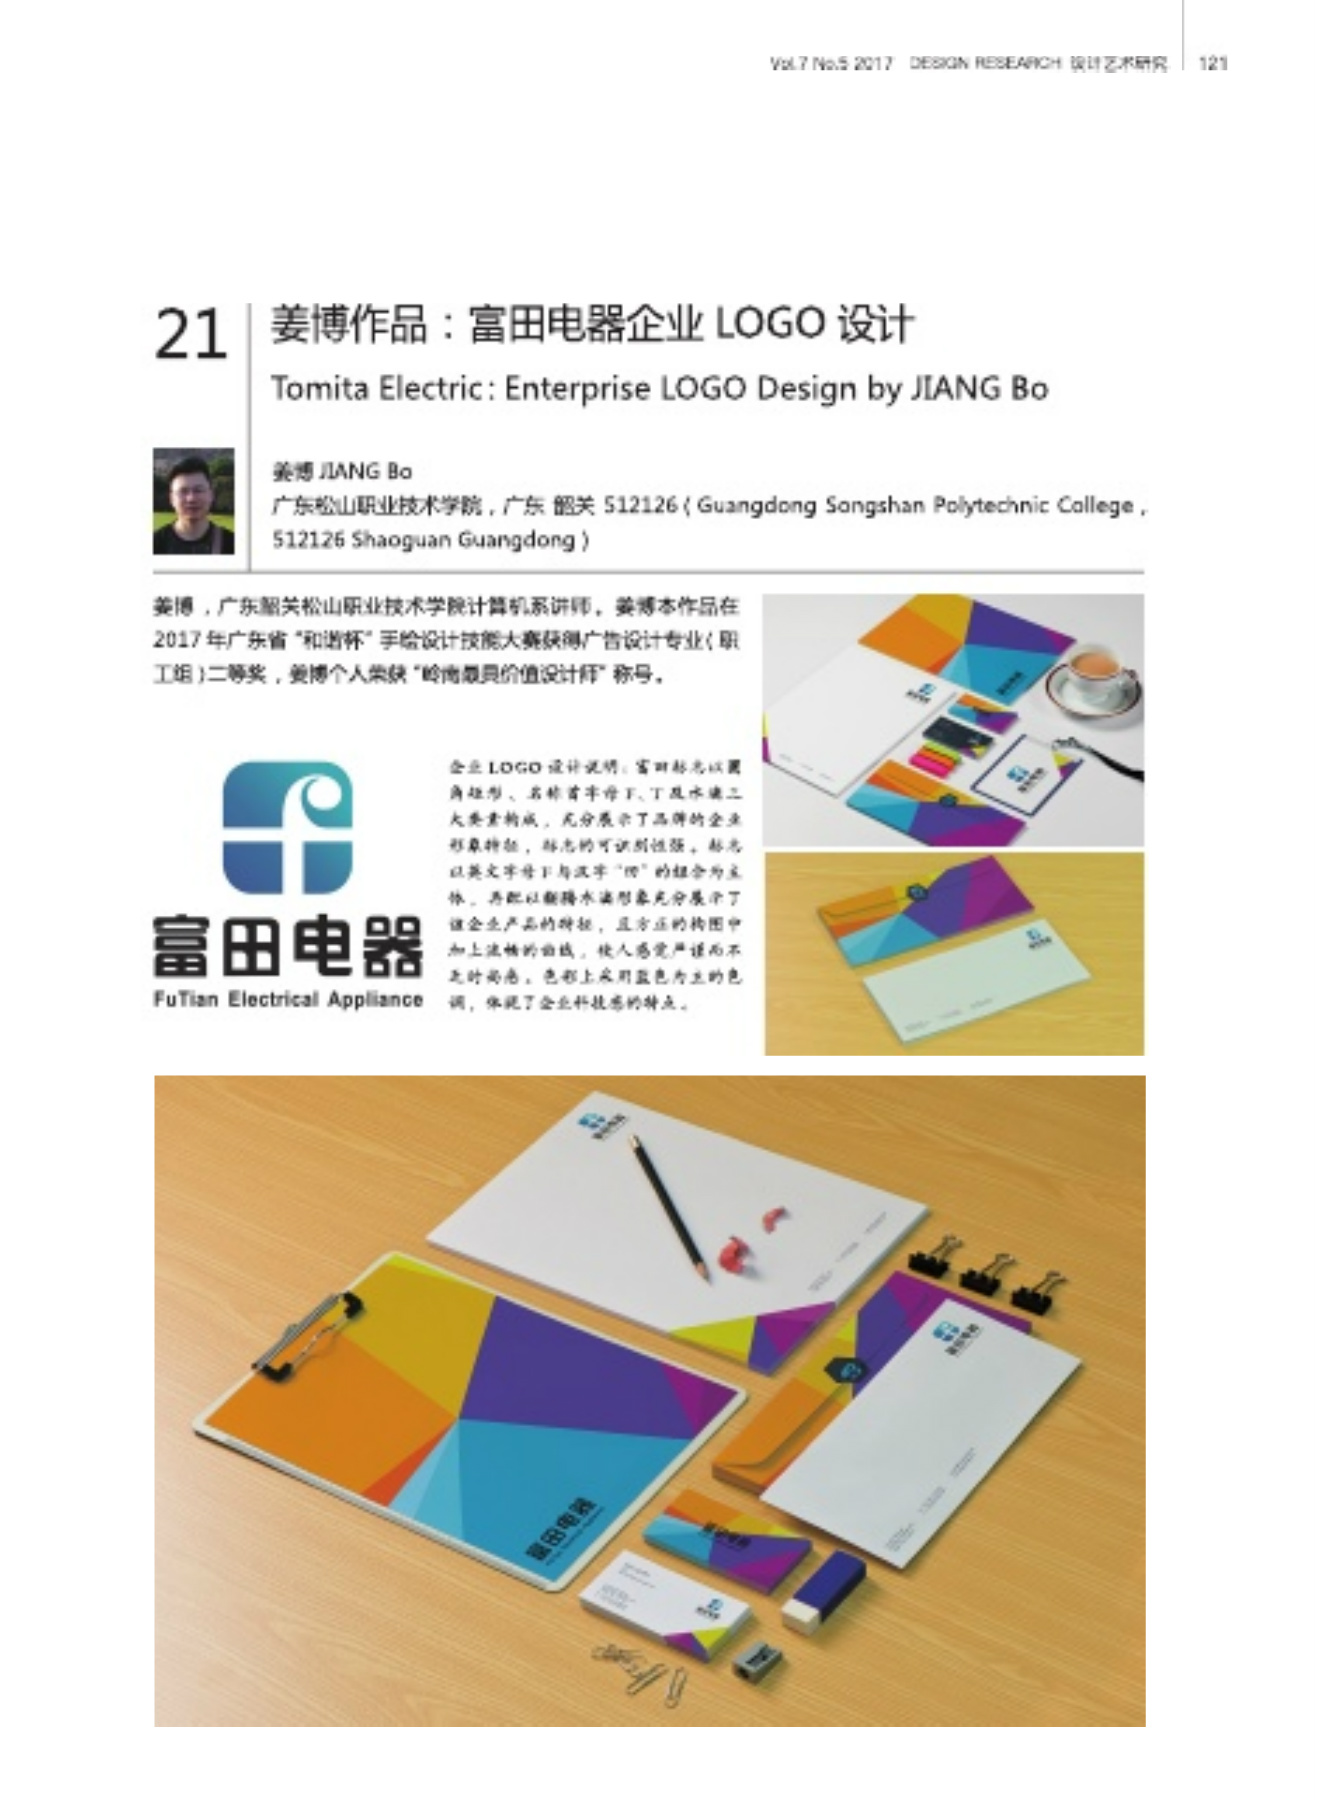 Vol.7 No.5 2017 DESIGN RESEARCH 设计艺术研究 121
21
姜博作品：富田电器企业 LOGO 设计
Tomita Electric: Enterprise LOGO Design by JIANG Bo
姜博 JIANG Bo
广东松山职业技术学院，广东 韶关 512126（Guangdong Songshan Polytechnic College，
512126 Shaoguan Guangdong）
姜博，广东韶关松山职业技术学院计算机系讲师。姜博本作品在
2017 年广东省“和谐杯”手绘设计技能大赛获得广告设计专业（职
工组）二等奖，姜博个人荣获“岭南最具价值设计师”称号。
企业 LOGO 设计说明：富田标志以圆
角矩形、名称首字母 F、T 及水滴三
大要素构成，充分展示了品牌的企业
形象特征，标志的可识别性强。标志
以英文字母 F 与汉字“田”的组合为主
体，再配以翻腾水滴形象充分展示了
该企业产品的特征，且方正的构图中
加上流畅的曲线，使人感觉严谨而不
乏时尚感。色彩上采用蓝色为主的色
调，体现了企业科技感的特点。
富田电器
FuTian Electrical Appliance
富田电器
富田电器
富田电器